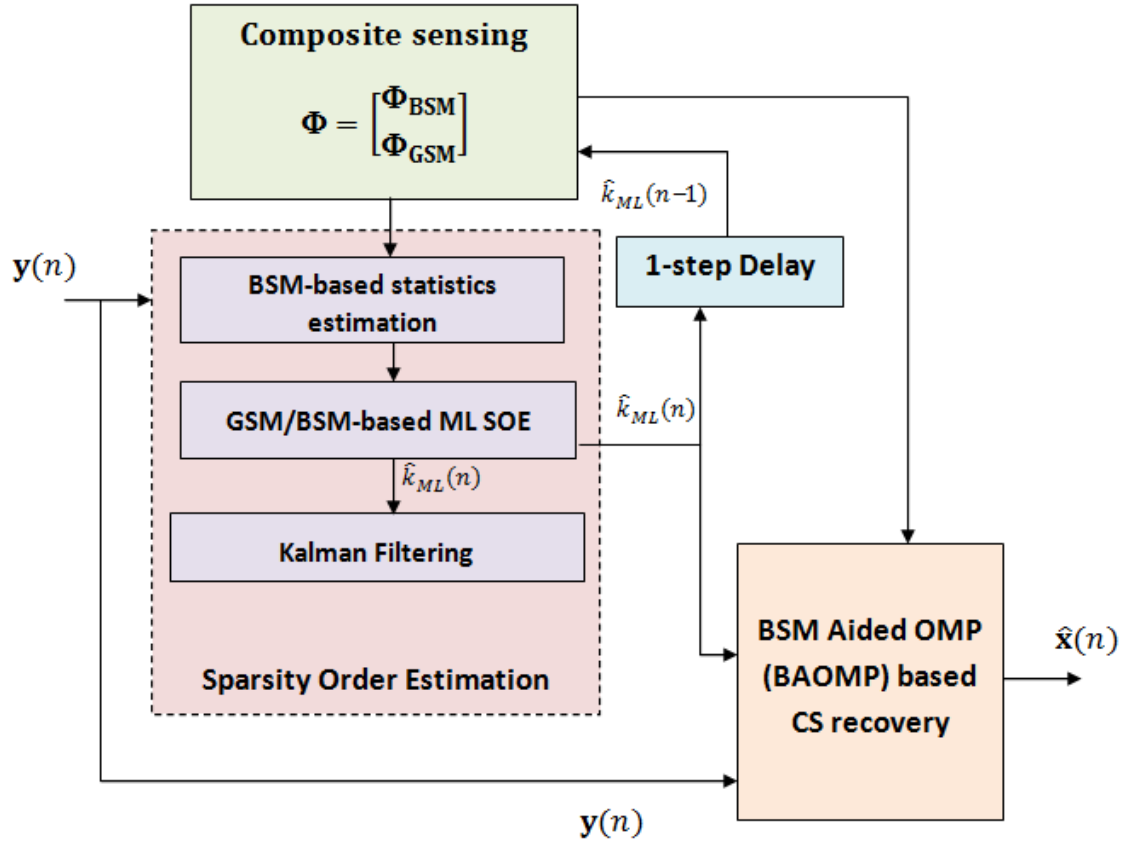 Composite sensing
Φ = [Φ_BSM
Φ_GSM]
k̂_ML(n−1)
y(n)
1-step Delay
BSM-based statistics
estimation
GSM/BSM-based ML SOE
k̂_ML(n)
k̂_ML(n)
Kalman Filtering
BSM Aided OMP
(BAOMP) based
CS recovery
x̂(n)
Sparsity Order Estimation
y(n)